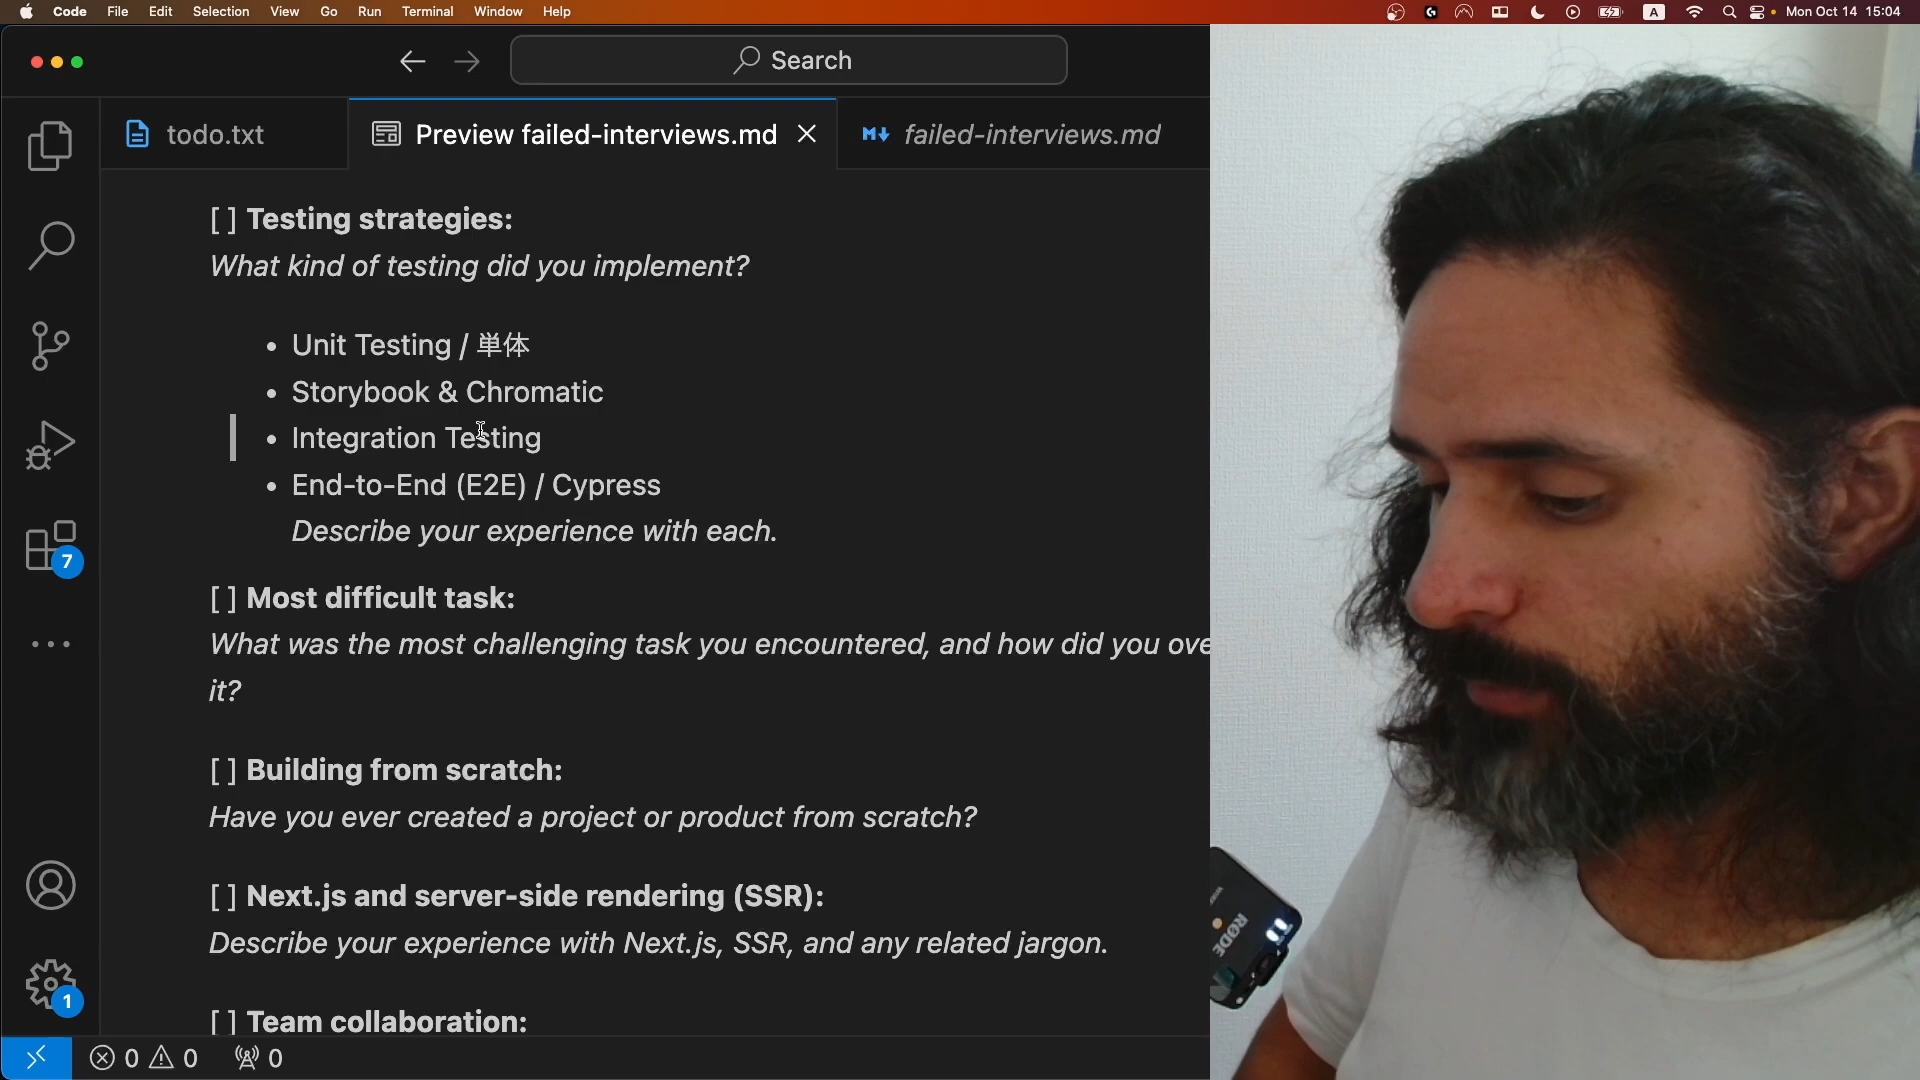 Code File Edit Selection View Go Run Terminal Window Help A Mon Oct 14 15:04
Search
todo.txt Preview failed-interviews.md failed-interviews.md
[ ] Testing strategies:
What kind of testing did you implement?
• Unit Testing / 単体
• Storybook & Chromatic
• Integration Testing
• End-to-End (E2E) / Cypress
Describe your experience with each.
7
[ ] Most difficult task:
What was the most challenging task you encountered, and how did you ove
it?
[ ] Building from scratch:
Have you ever created a project or product from scratch?
[ ] Next.js and server-side rendering (SSR):
Describe your experience with Next.js, SSR, and any related jargon.
1
[ ] Team collaboration:
0 0 0
RØDE